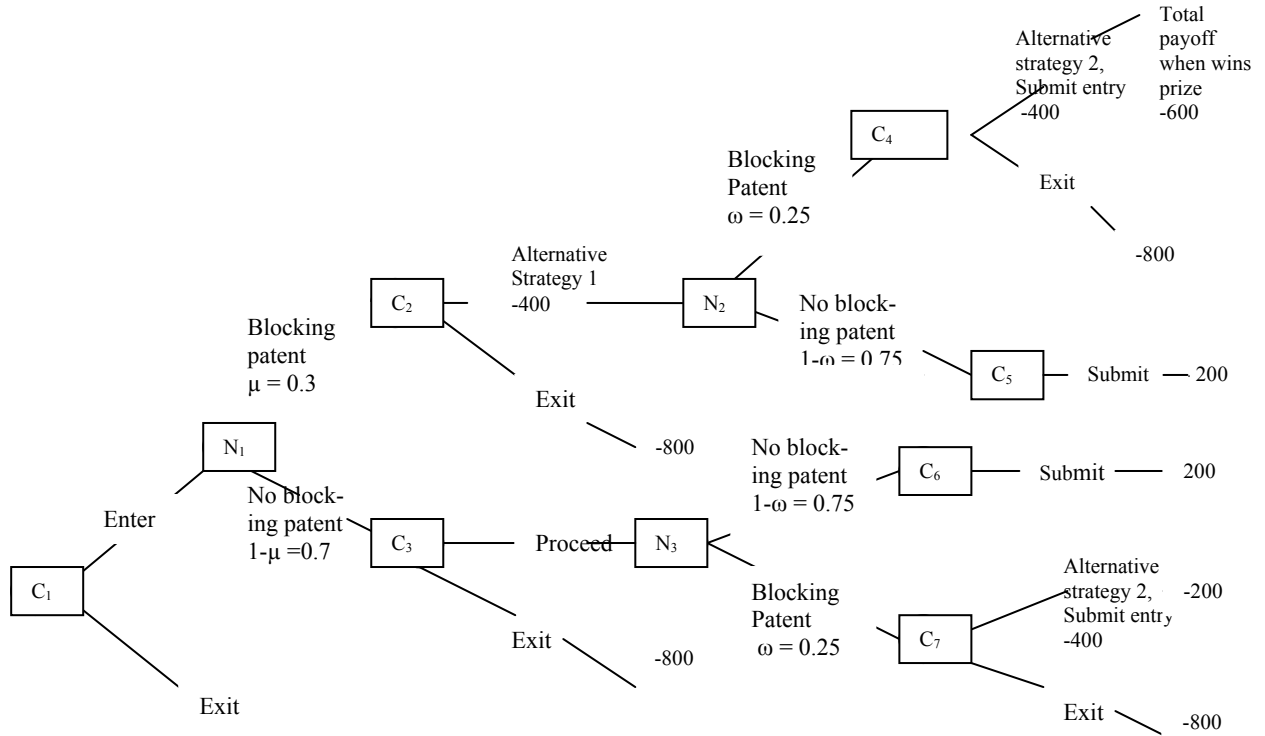 Total
payoff
when wins
prize
-600
Alternative
strategy 2,
Submit entry
-400
C4
Blocking
Patent
ω = 0.25
Exit
-800
Alternative
Strategy 1
-400
C2
N2
No block-
ing patent
1-ω = 0.75
C5
Submit
200
Blocking
patent
μ = 0.3
Exit
-800
N1
No block-
ing patent
1-ω = 0.75
C6
Submit
200
No block-
ing patent
1-μ =0.7
Enter
C3
Proceed
N3
C1
Blocking
Patent
ω = 0.25
Alternative
strategy 2,
Submit entry
-400
-200
C7
Exit
-800
Exit
Exit
-800